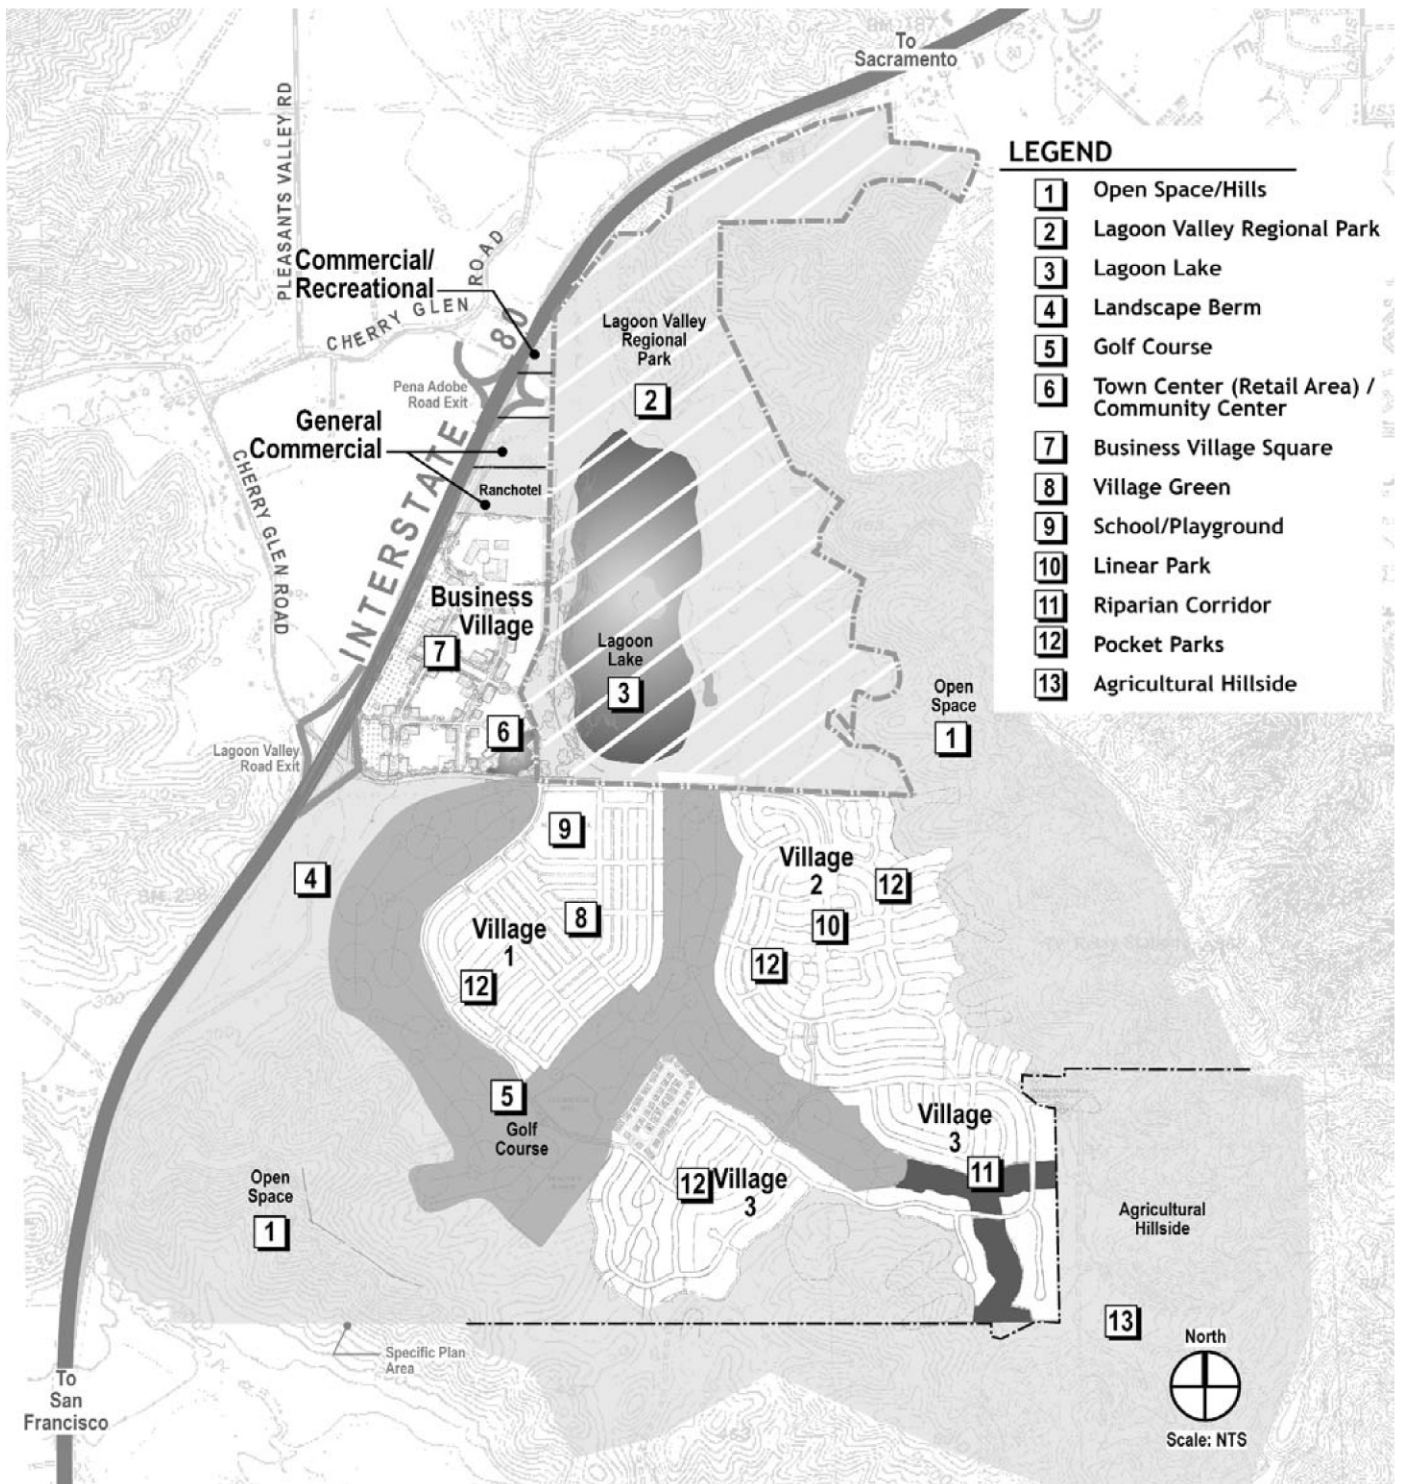 To
Sacramento
PLEASANTS VALLEY RD
LEGEND
1 Open Space/Hills
2 Lagoon Valley Regional Park
3 Lagoon Lake
4 Landscape Berm
5 Golf Course
6 Town Center (Retail Area) /
Community Center
7 Business Village Square
8 Village Green
9 School/Playground
10 Linear Park
11 Riparian Corridor
12 Pocket Parks
13 Agricultural Hillside
Commercial/
Recreational
CHERRY GLEN ROAD
INTERSTATE 80
Lagoon Valley
Regional
Park
2
Pena Adobe
Road Exit
General
Commercial
Ranchotel
CHERRY GLEN ROAD
Business
Village
7
Lagoon
Lake
3
6
Open
Space
1
Lagoon Valley
Road Exit
9
4
Village
2
12
8
10
Village
1
12
12
5
Golf
Course
Village
3
11
Open
Space
1
12
Village
3
Agricultural
Hillside
13
North
Scale: NTS
Specific Plan
Area
To
San
Francisco